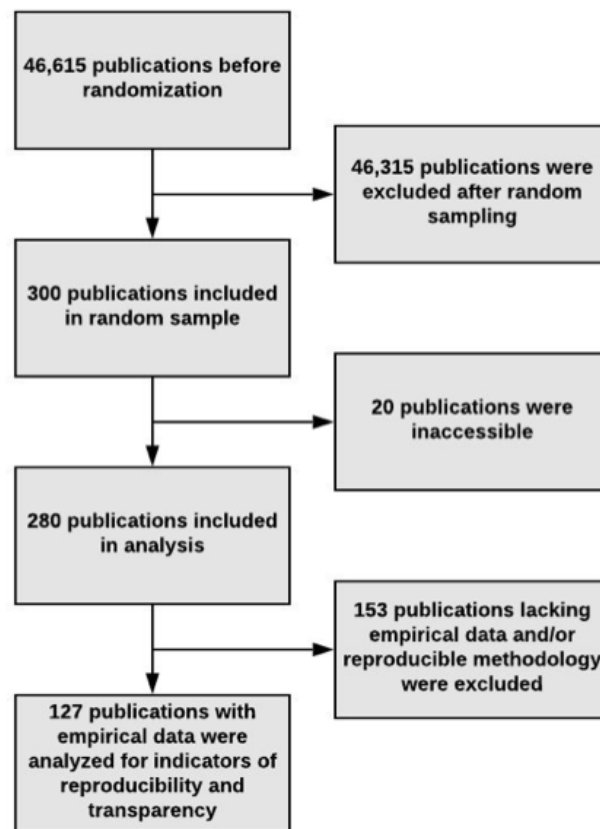 46,615 publications before
randomization
46,315 publications were
excluded after random
sampling
300 publications included
in random sample
20 publications were
inaccessible
280 publications included
in analysis
153 publications lacking
empirical data and/or
reproducible methodology
were excluded
127 publications with
empirical data were
analyzed for indicators of
reproducibility and
transparency